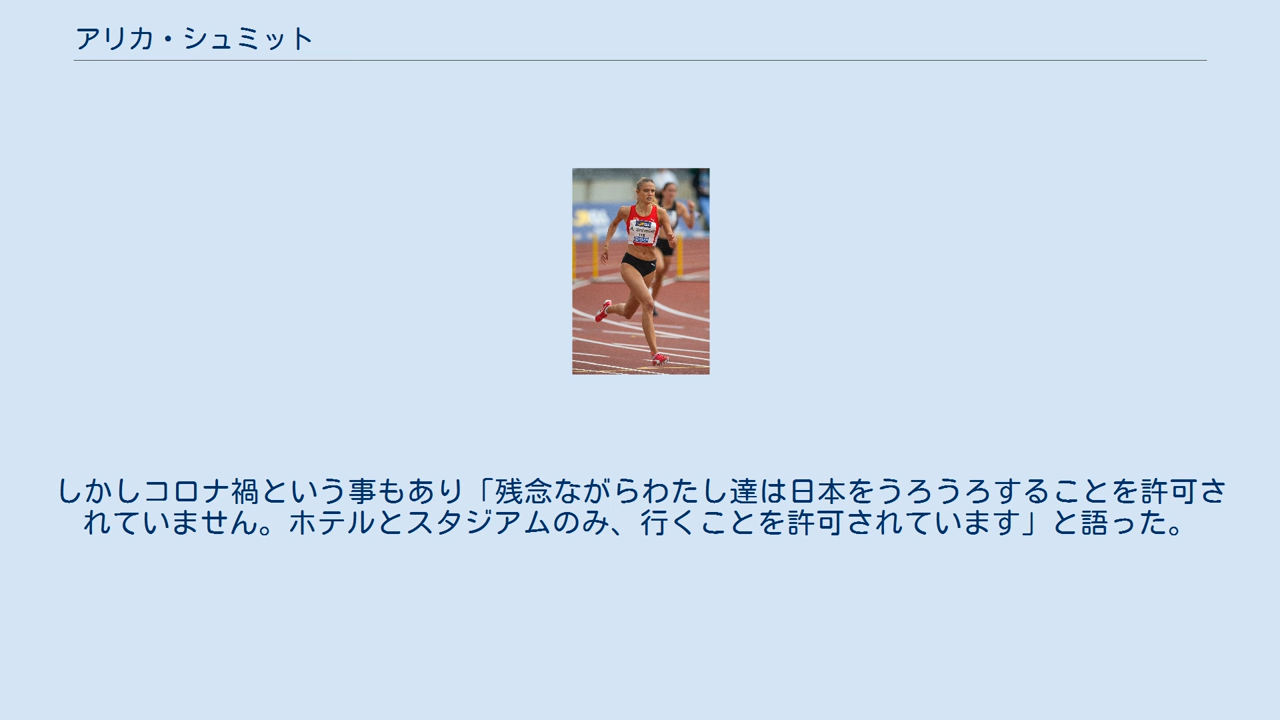 アリカ・シュミット
しかしコロナ禍という事もあり「残念ながらわたし達は日本をうろうろすることを許可さ
れていません。ホテルとスタジアムのみ、行くことを許可されています」と語った。